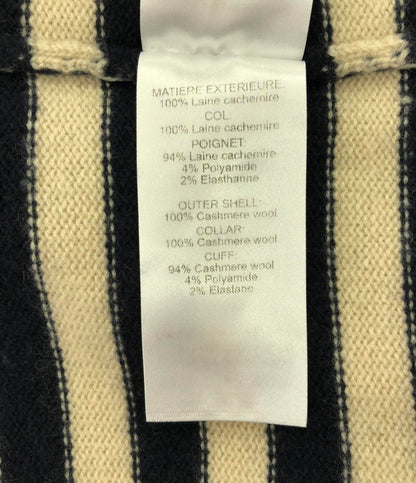 MATIERE EXTERIEURE:
100% Laine cachemire
COL:
100% Laine cachemire
POIGNET:
94% Laine cachemire
4% Polyamide
2% Elasthanne
OUTER SHELL:
100% Cashmere wool
COLLAR:
100% Cashmere wool
CUFF:
94% Cashmere wool
4% Polyamide
2% Elastane